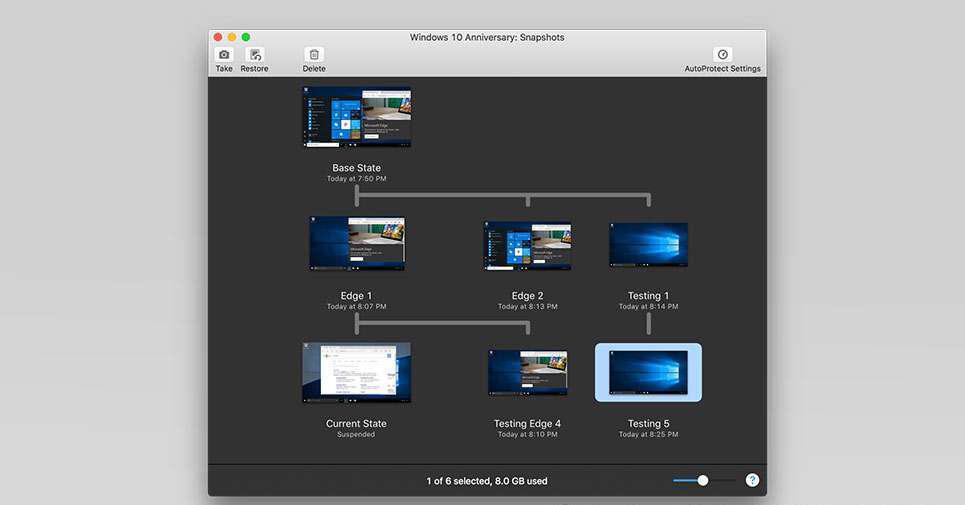 Windows 10 Anniversary: Snapshots
Take Restore Delete AutoProtect Settings
Base State
Today at 7:50 PM
Edge 1 Edge 2 Testing 1
Today at 8:07 PM Today at 8:13 PM Today at 8:14 PM
Current State Testing Edge 4 Testing 5
Suspended Today at 8:10 PM Today at 8:25 PM
1 of 6 selected, 8.0 GB used ?